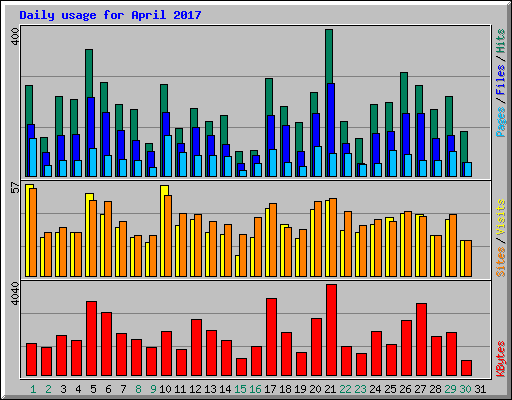 Daily usage for April 2017
400
Pages / Files / Hits
57
Sites / Visits
4040
KBytes
1 2 3 4 5 6 7 8 9 10 11 12 13 14 15 16 17 18 19 20 21 22 23 24 25 26 27 28 29 30 31